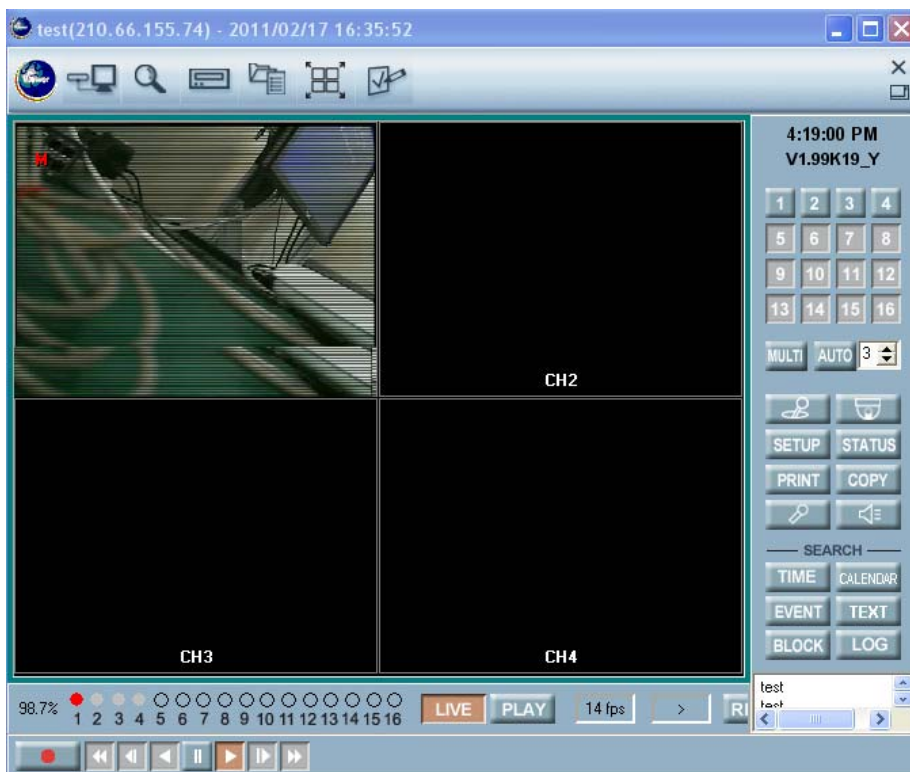 test(210.66.155.74) - 2011/02/17 16:35:52
4:19:00 PM
V1.99K19_Y
1 2 3 4
5 6 7 8
9 10 11 12
13 14 15 16
MULTI AUTO 3
SETUP STATUS
PRINT COPY
SEARCH
TIME CALENDAR
EVENT TEXT
BLOCK LOG
M
CH2
CH3
CH4
98.7%
1 2 3 4 5 6 7 8 9 10 11 12 13 14 15 16
LIVE PLAY 14 fps >
test
test